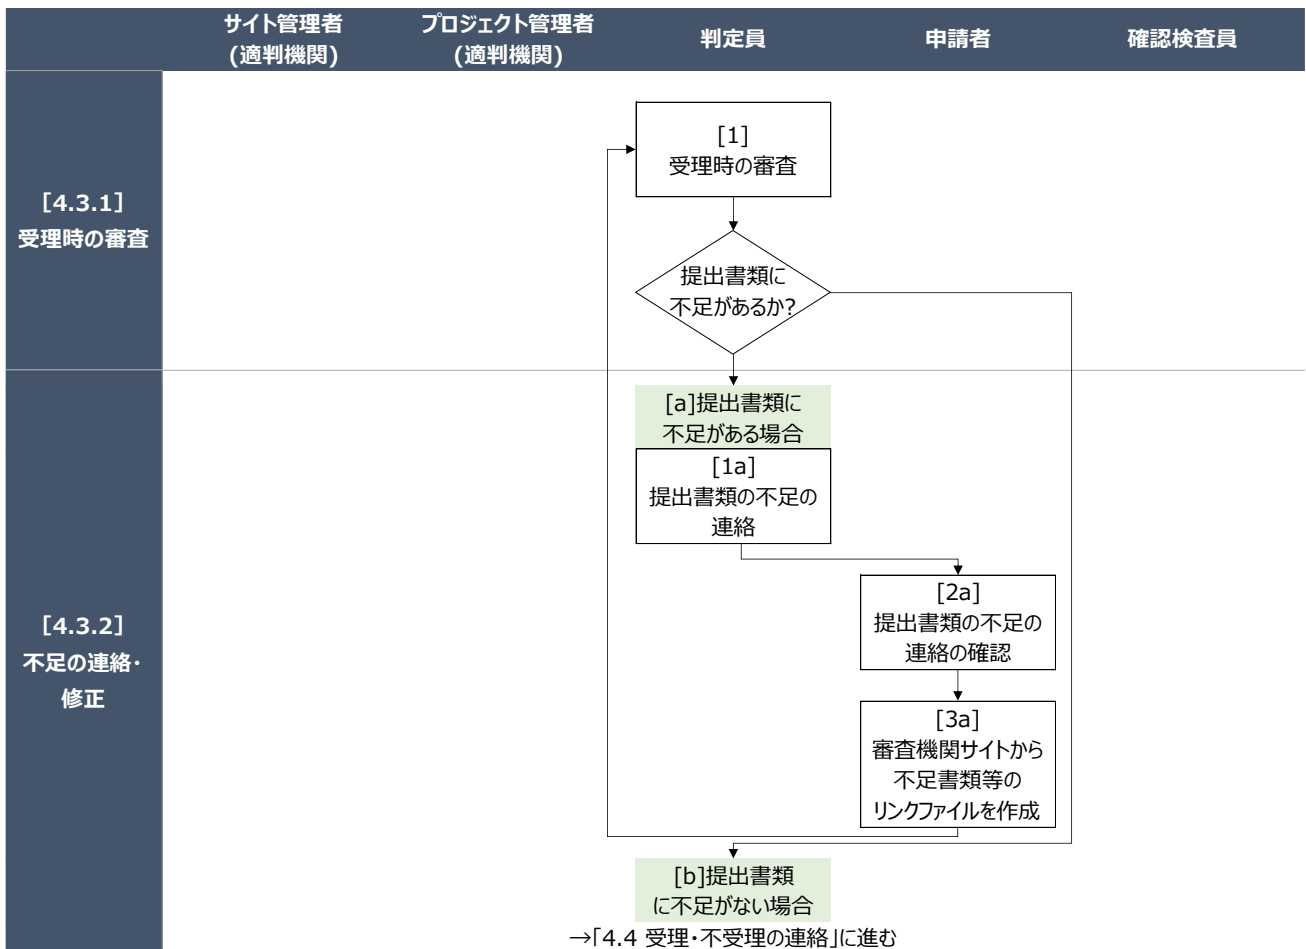 サイト管理者
(適判機関)
プロジェクト管理者
(適判機関)
判定員
申請者
確認検査員
[4.3.1]
受理時の審査
[1]
受理時の審査
提出書類に
不足があるか?
[4.3.2]
不足の連絡・
修正
[a]提出書類に
不足がある場合
[1a]
提出書類の不足の
連絡
[2a]
提出書類の不足の
連絡の確認
[3a]
審査機関サイトから
不足書類等の
リンクファイルを作成
[b]提出書類
に不足がない場合
→「4.4 受理・不受理の連絡」に進む